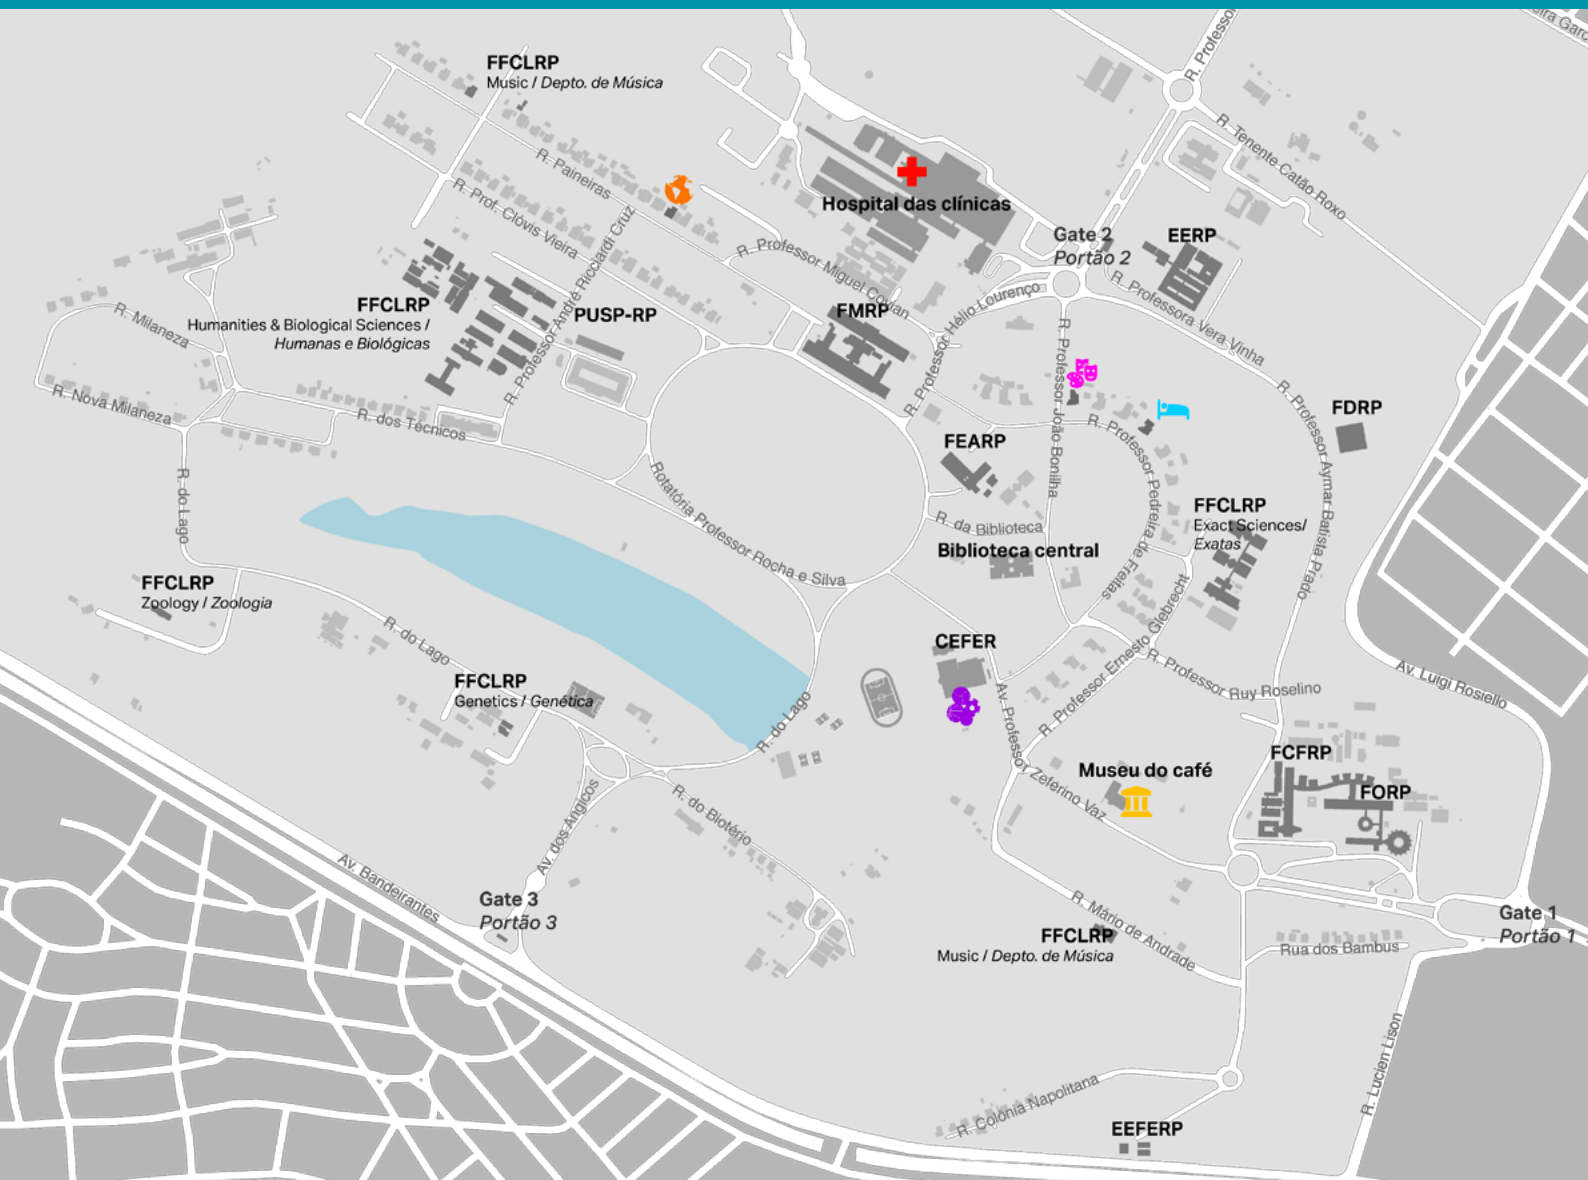 R. Professor
eira Garc
FFCLRP
Music / Depto. de Música
R. Tenente Catão Roxo
R. Paineiras
R. Prof. Clóvis Vieira
Hospital das clínicas
Gate 2
Portão 2
EERP
R. Professor Miguel Covian
R. Professor André Ricciardi Cruz
R. Professor Hélio Lourenço
R. Professora Vera Vinha
FFCLRP
Humanities & Biological Sciences /
Humanas e Biológicas
PUSP-RP
FMRP
R. Milaneza
R. Nova Milaneza
R. dos Técnicos
R. Professor João Bonilha
R. Professor Pedreira de Freitas
R. Professor Aymar Batista Prado
FDRP
FEARP
R. do Lago
Rotatória Professor Rocha e Silva
R. da Biblioteca
Biblioteca central
FFCLRP
Exact Sciences/
Exatas
FFCLRP
Zoology / Zoologia
R. do Lago
CEFER
R. Professor Ernesto Giebrecht
R. Professor Ruy Roselino
Av. Luigi Rosiello
FFCLRP
Genetics / Genética
R. do Lago
Av. Professor Zeferino Vaz
Museu do café
FCFRP
FORP
R. do Biotério
Av. dos Angicos
Av. Bandeirantes
Gate 3
Portão 3
R. Mário de Andrade
FFCLRP
Music / Depto. de Música
Rua dos Bambus
Gate 1
Portão 1
R. Lucien Lison
R. Colônia Napolitana
EEFERP